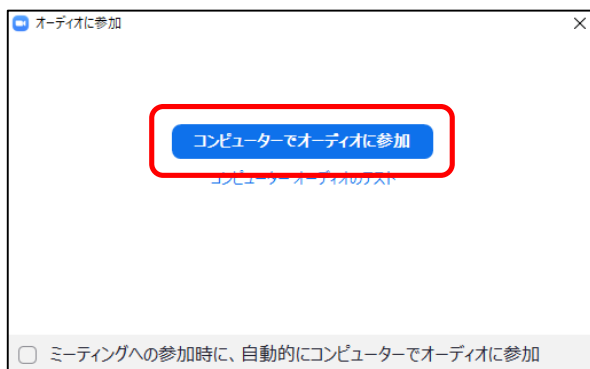 オーディオに参加
コンピューターでオーディオに参加
コンピューター オーディオのテスト
ミーティングへの参加時に、自動的にコンピューターでオーディオに参加